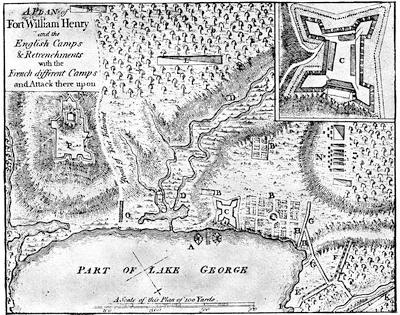 A PLAN of
Fort William Henry
and the
English Camps
& Retrenchments
with the
French different Camps
and Attack there upon
C
P
N
B
B
B
D
C
G
G
A
F
E
PART OF LAKE GEORGE
A Scale of this Plan of 100 Yards.